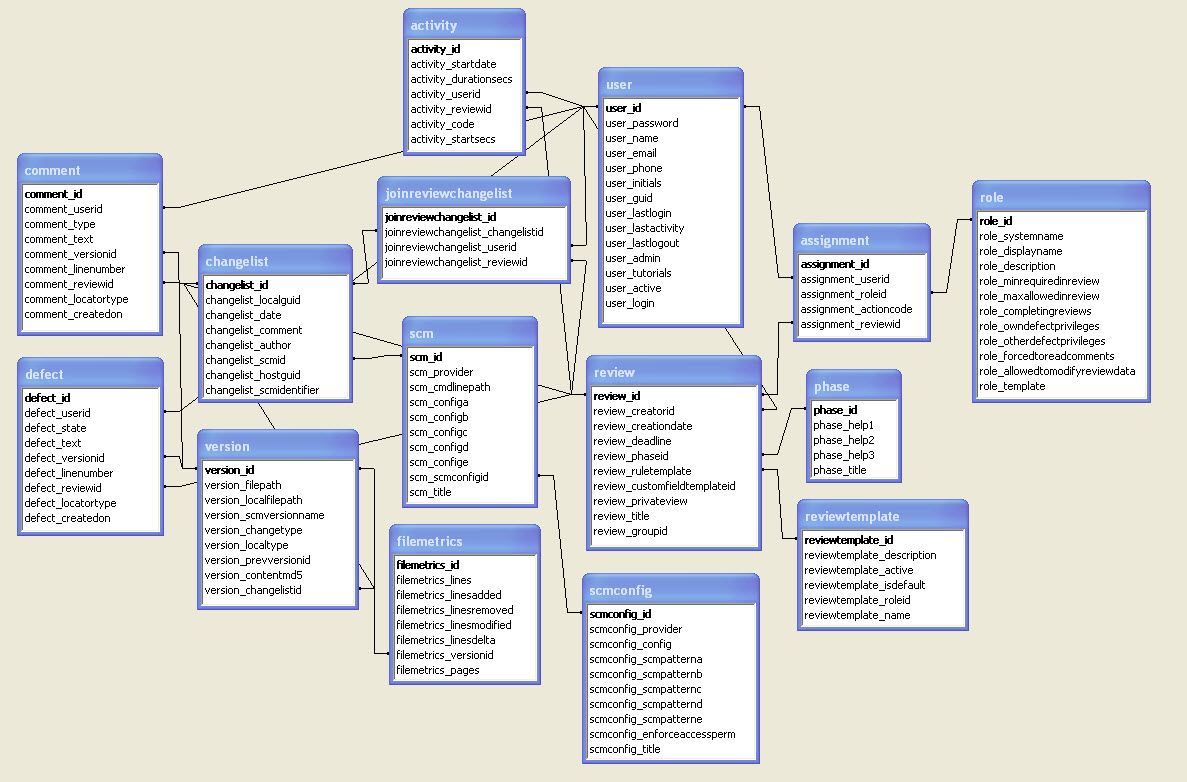 activity
activity_id
activity_startdate
activity_durationsecs
activity_userid
activity_reviewid
activity_code
activity_startsecs
user
user_id
user_password
user_name
user_email
user_phone
user_initials
user_guid
user_lastlogin
user_lastactivity
user_lastlogout
user_admin
user_tutorials
user_active
user_login
comment
comment_id
comment_userid
comment_type
comment_text
comment_versionid
comment_linenumber
comment_reviewid
comment_locatortype
comment_createdon
joinreviewchangelist
joinreviewchangelist_id
joinreviewchangelist_changelistid
joinreviewchangelist_userid
joinreviewchangelist_reviewid
role
role_id
role_systemname
role_displayname
role_description
role_minrequiredinreview
role_maxallowedinreview
role_completingreviews
role_owndefectprivileges
role_otherdefectprivileges
role_forcedtoreadcomments
role_allowedtomodifyreviewdata
role_template
assignment
assignment_id
assignment_userid
assignment_roleid
assignment_actioncode
assignment_reviewid
changelist
changelist_id
changelist_localguid
changelist_date
changelist_comment
changelist_author
changelist_scmid
changelist_hostguid
changelist_scmidentifier
scm
scm_id
scm_provider
scm_cmdlinepath
scm_configa
scm_configb
scm_configc
scm_configd
scm_confige
scm_scmconfigid
scm_title
defect
defect_id
defect_userid
defect_state
defect_text
defect_versionid
defect_linenumber
defect_reviewid
defect_locatortype
defect_createdon
review
review_id
review_creatorid
review_creationdate
review_deadline
review_phaseid
review_ruletemplate
review_customfieldtemplateid
review_privateview
review_title
review_groupid
phase
phase_id
phase_help1
phase_help2
phase_help3
phase_title
version
version_id
version_filepath
version_localfilepath
version_scmversionname
version_changetype
version_localtype
version_prevversionid
version_contentmd5
version_changelistid
reviewtemplate
reviewtemplate_id
reviewtemplate_description
reviewtemplate_active
reviewtemplate_isdefault
reviewtemplate_roleid
reviewtemplate_name
filemetrics
filemetrics_id
filemetrics_lines
filemetrics_linesadded
filemetrics_linesremoved
filemetrics_linesmodified
filemetrics_linesdelta
filemetrics_versionid
filemetrics_pages
scmconfig
scmconfig_id
scmconfig_provider
scmconfig_config
scmconfig_scmpatterna
scmconfig_scmpatternb
scmconfig_scmpatternc
scmconfig_scmpatternd
scmconfig_scmpatterne
scmconfig_enforceaccessperm
scmconfig_title